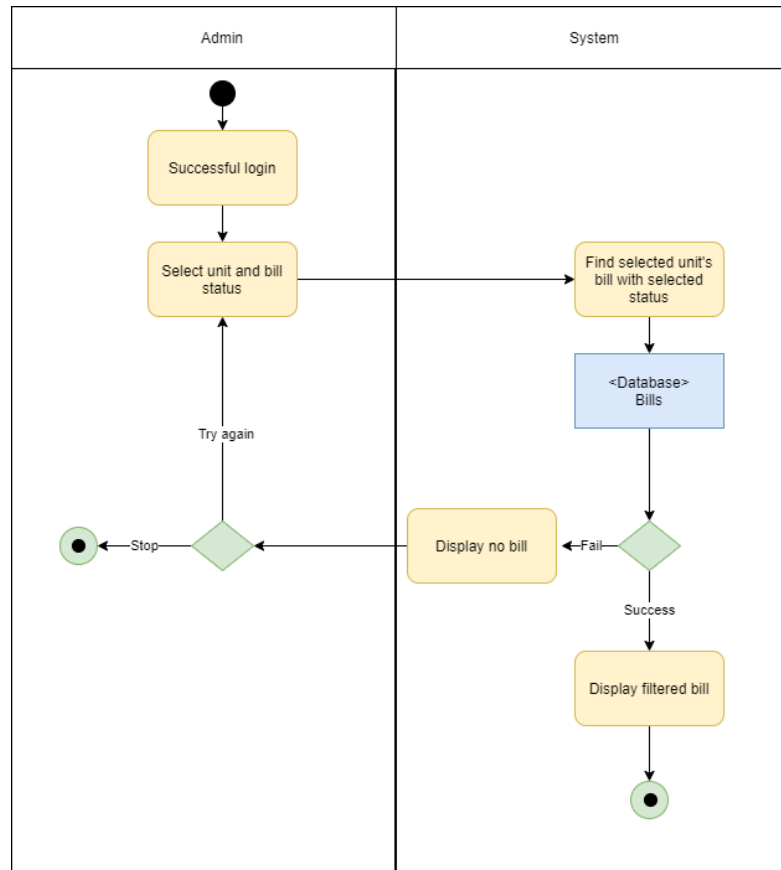 Admin
System
Successful login
Select unit and bill
status
Find selected unit's
bill with selected
status
<Database>
Bills
Try again
Stop
Display no bill
Fail
Success
Display filtered bill